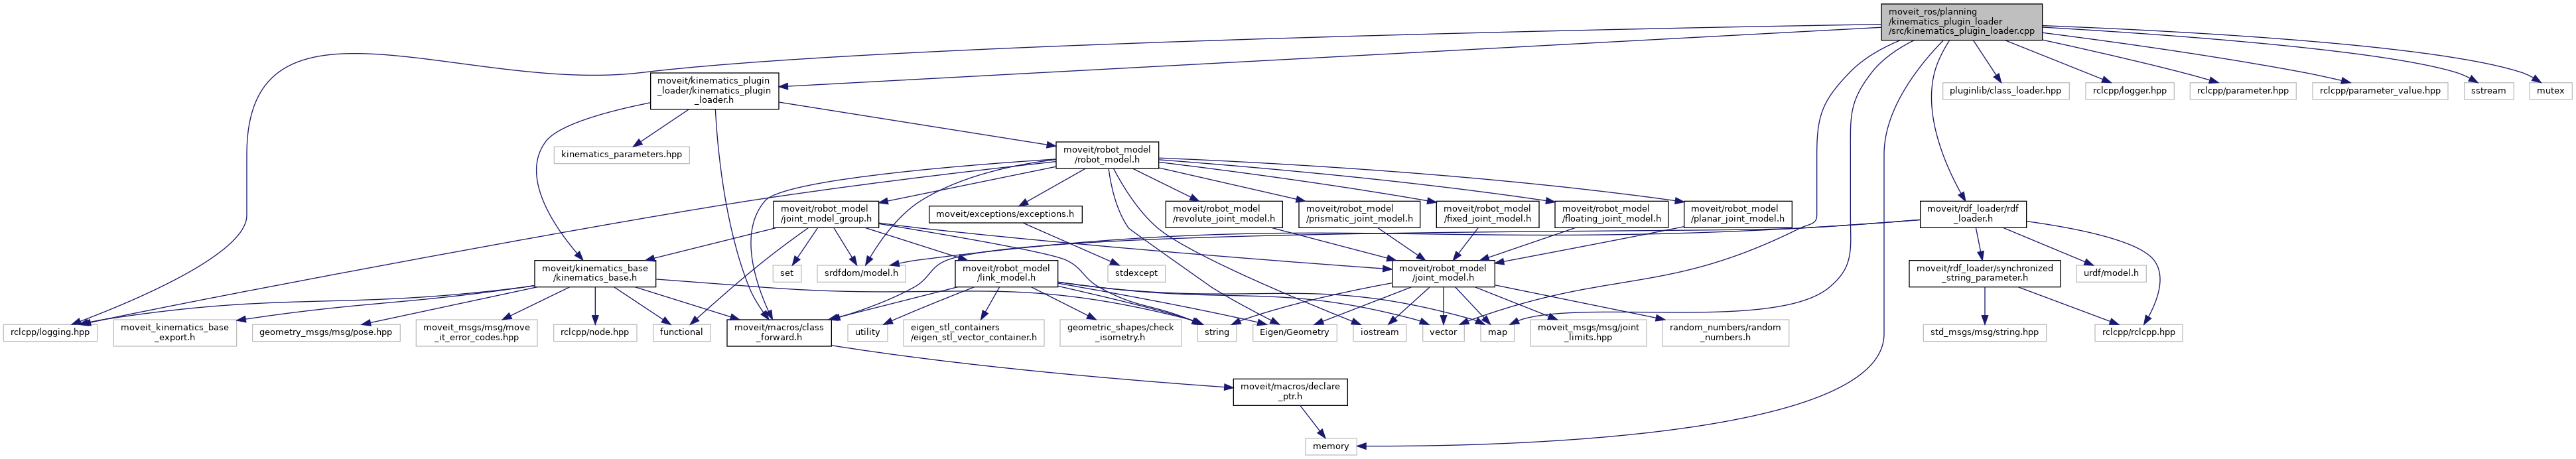 moveit_ros/planning
/kinematics_plugin_loader
/src/kinematics_plugin_loader.cpp
moveit/kinematics_plugin
_loader/kinematics_plugin
_loader.h
pluginlib/class_loader.hpp
rclcpp/logger.hpp
rclcpp/parameter.hpp
rclcpp/parameter_value.hpp
sstream
mutex
kinematics_parameters.hpp
moveit/robot_model
/robot_model.h
moveit/robot_model
/joint_model_group.h
moveit/exceptions/exceptions.h
moveit/robot_model
/revolute_joint_model.h
moveit/robot_model
/prismatic_joint_model.h
moveit/robot_model
/fixed_joint_model.h
moveit/robot_model
/floating_joint_model.h
moveit/robot_model
/planar_joint_model.h
moveit/rdf_loader/rdf
_loader.h
moveit/kinematics_base
/kinematics_base.h
set
srdfdom/model.h
moveit/robot_model
/link_model.h
stdexcept
moveit/robot_model
/joint_model.h
moveit/rdf_loader/synchronized
_string_parameter.h
urdf/model.h
rclcpp/logging.hpp
moveit_kinematics_base
_export.h
geometry_msgs/msg/pose.hpp
moveit_msgs/msg/move
_it_error_codes.hpp
rclcpp/node.hpp
functional
moveit/macros/class
_forward.h
utility
eigen_stl_containers
/eigen_stl_vector_container.h
geometric_shapes/check
_isometry.h
string
Eigen/Geometry
iostream
vector
map
moveit_msgs/msg/joint
_limits.hpp
random_numbers/random
_numbers.h
std_msgs/msg/string.hpp
rclcpp/rclcpp.hpp
moveit/macros/declare
_ptr.h
memory